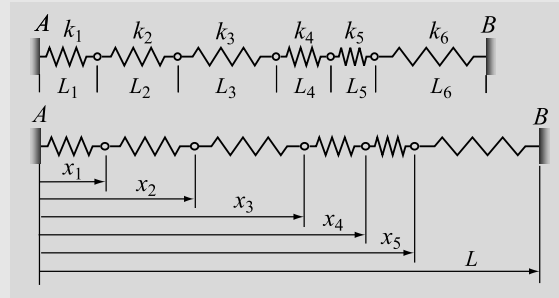 A k₁ k₂ k₃ k₄ k₅ k₆ B
L₁ L₂ L₃ L₄ L₅ L₆
A B
x₁
x₂
x₃
x₄
x₅ L